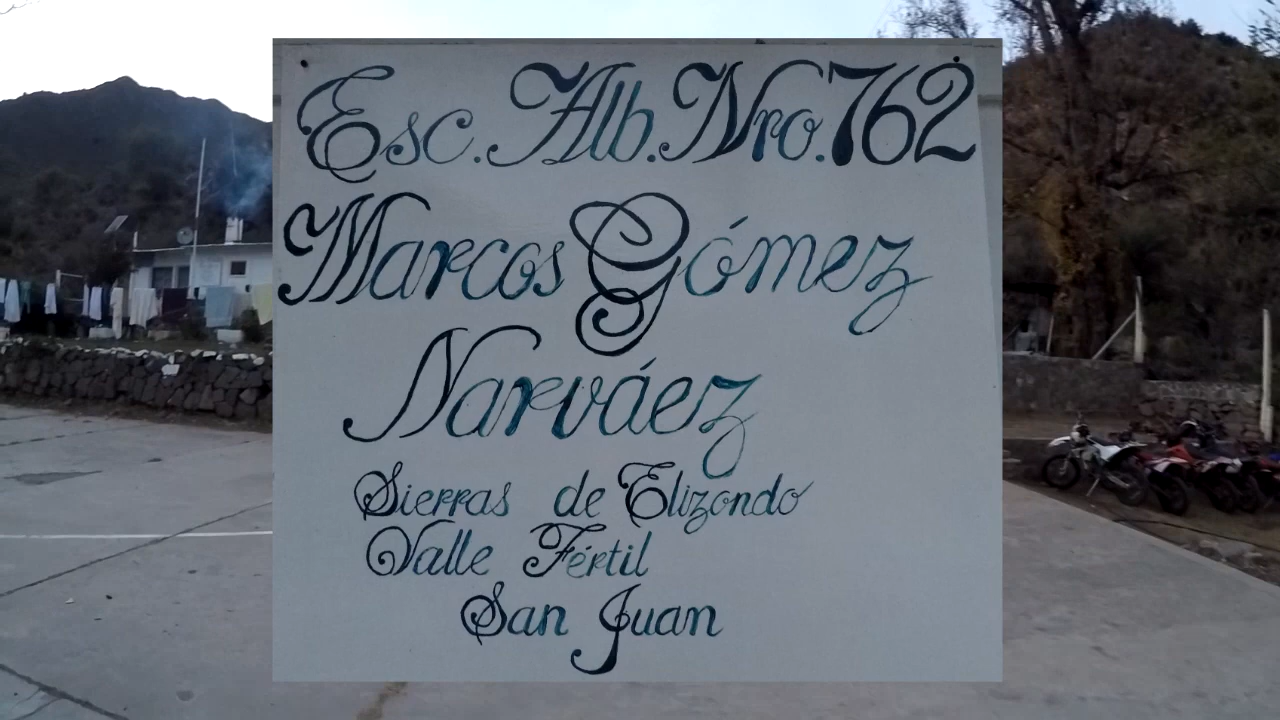 Esc. Alb. Nro. 762
Marcos Gómez
Narváez
Sierras de Elizondo
Valle Fértil
San Juan